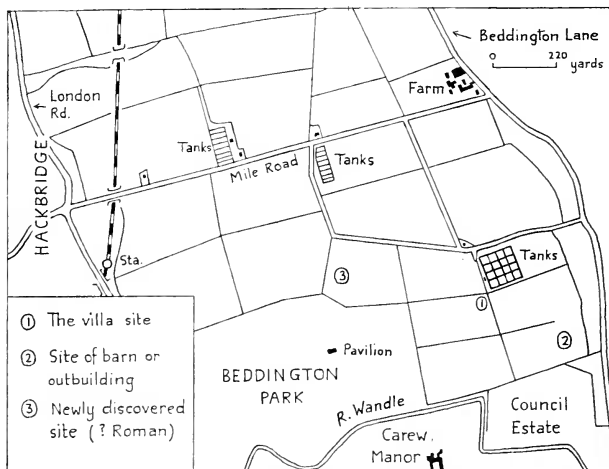 Beddington Lane
0 220
yards
London
Rd.
Farm
Tanks
Tanks
Mile Road
HACKBRIDGE
Sta.
③
Tanks
①
②
① The villa site
② Site of barn or
outbuilding
③ Newly discovered
site (? Roman)
Pavilion
BEDDINGTON
PARK
R. Wandle
Council
Estate
Carew
Manor